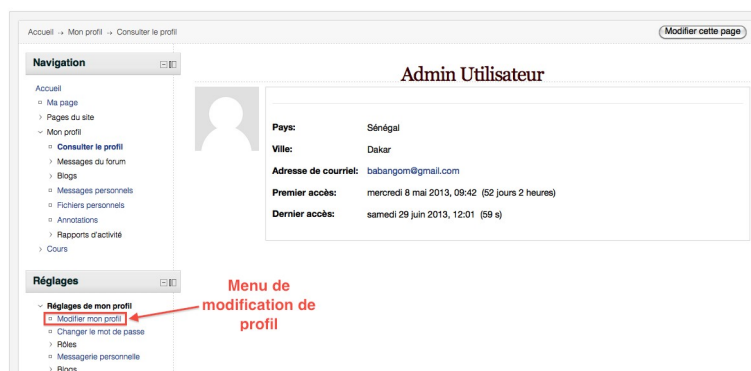 Accueil → Mon profil → Consulter le profil
Modifier cette page
Navigation
Accueil
Ma page
Pages du site
Mon profil
Consulter le profil
Messages du forum
Blogs
Messages personnels
Fichiers personnels
Annotations
Rapports d'activité
Cours
Réglages
Réglages de mon profil
Modifier mon profil
Changer le mot de passe
Rôles
Messagerie personnelle
Blogs
Admin Utilisateur
Pays: Sénégal
Ville: Dakar
Adresse de courriel: babangom@gmail.com
Premier accès: mercredi 8 mai 2013, 09:42 (52 jours 2 heures)
Dernier accès: samedi 29 juin 2013, 12:01 (59 s)
Menu de
modification de
profil